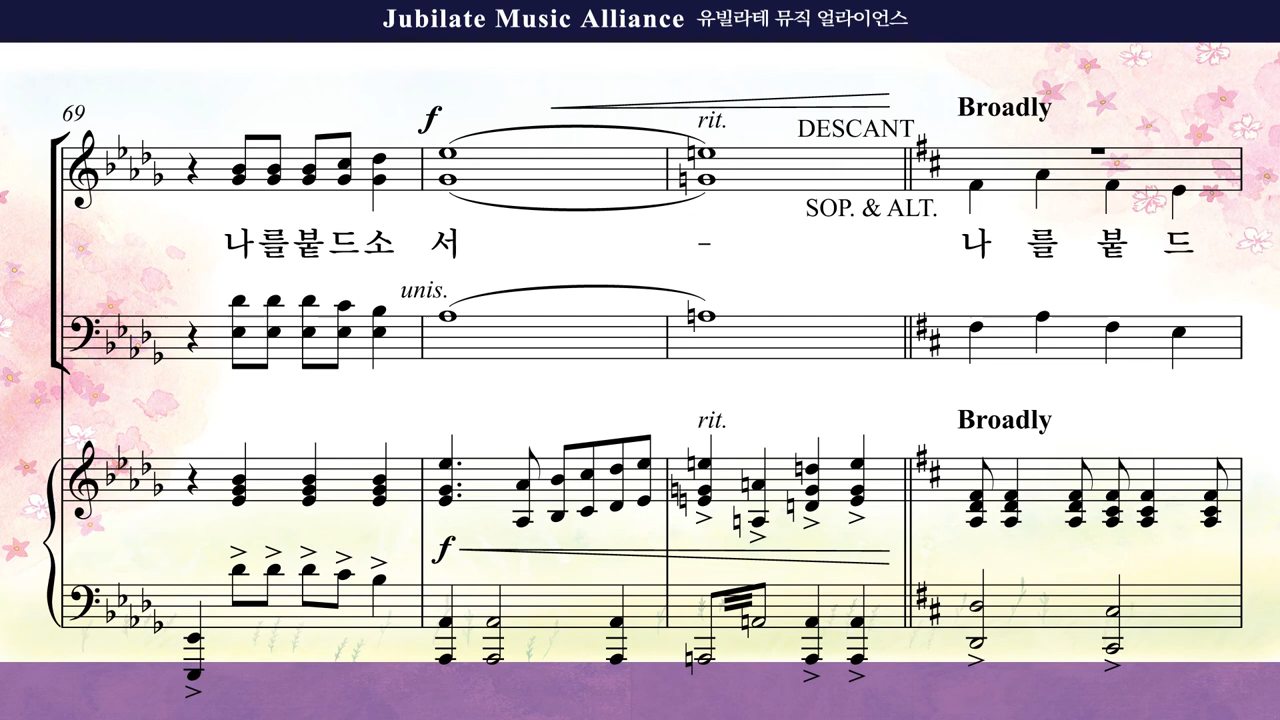 Jubilate Music Alliance 유빌라테 뮤직 얼라이언스
69
f
rit.
DESCANT
Broadly
SOP. & ALT.
나를붙드소 서 - 나 를 붙 드
unis.
rit.
Broadly
f